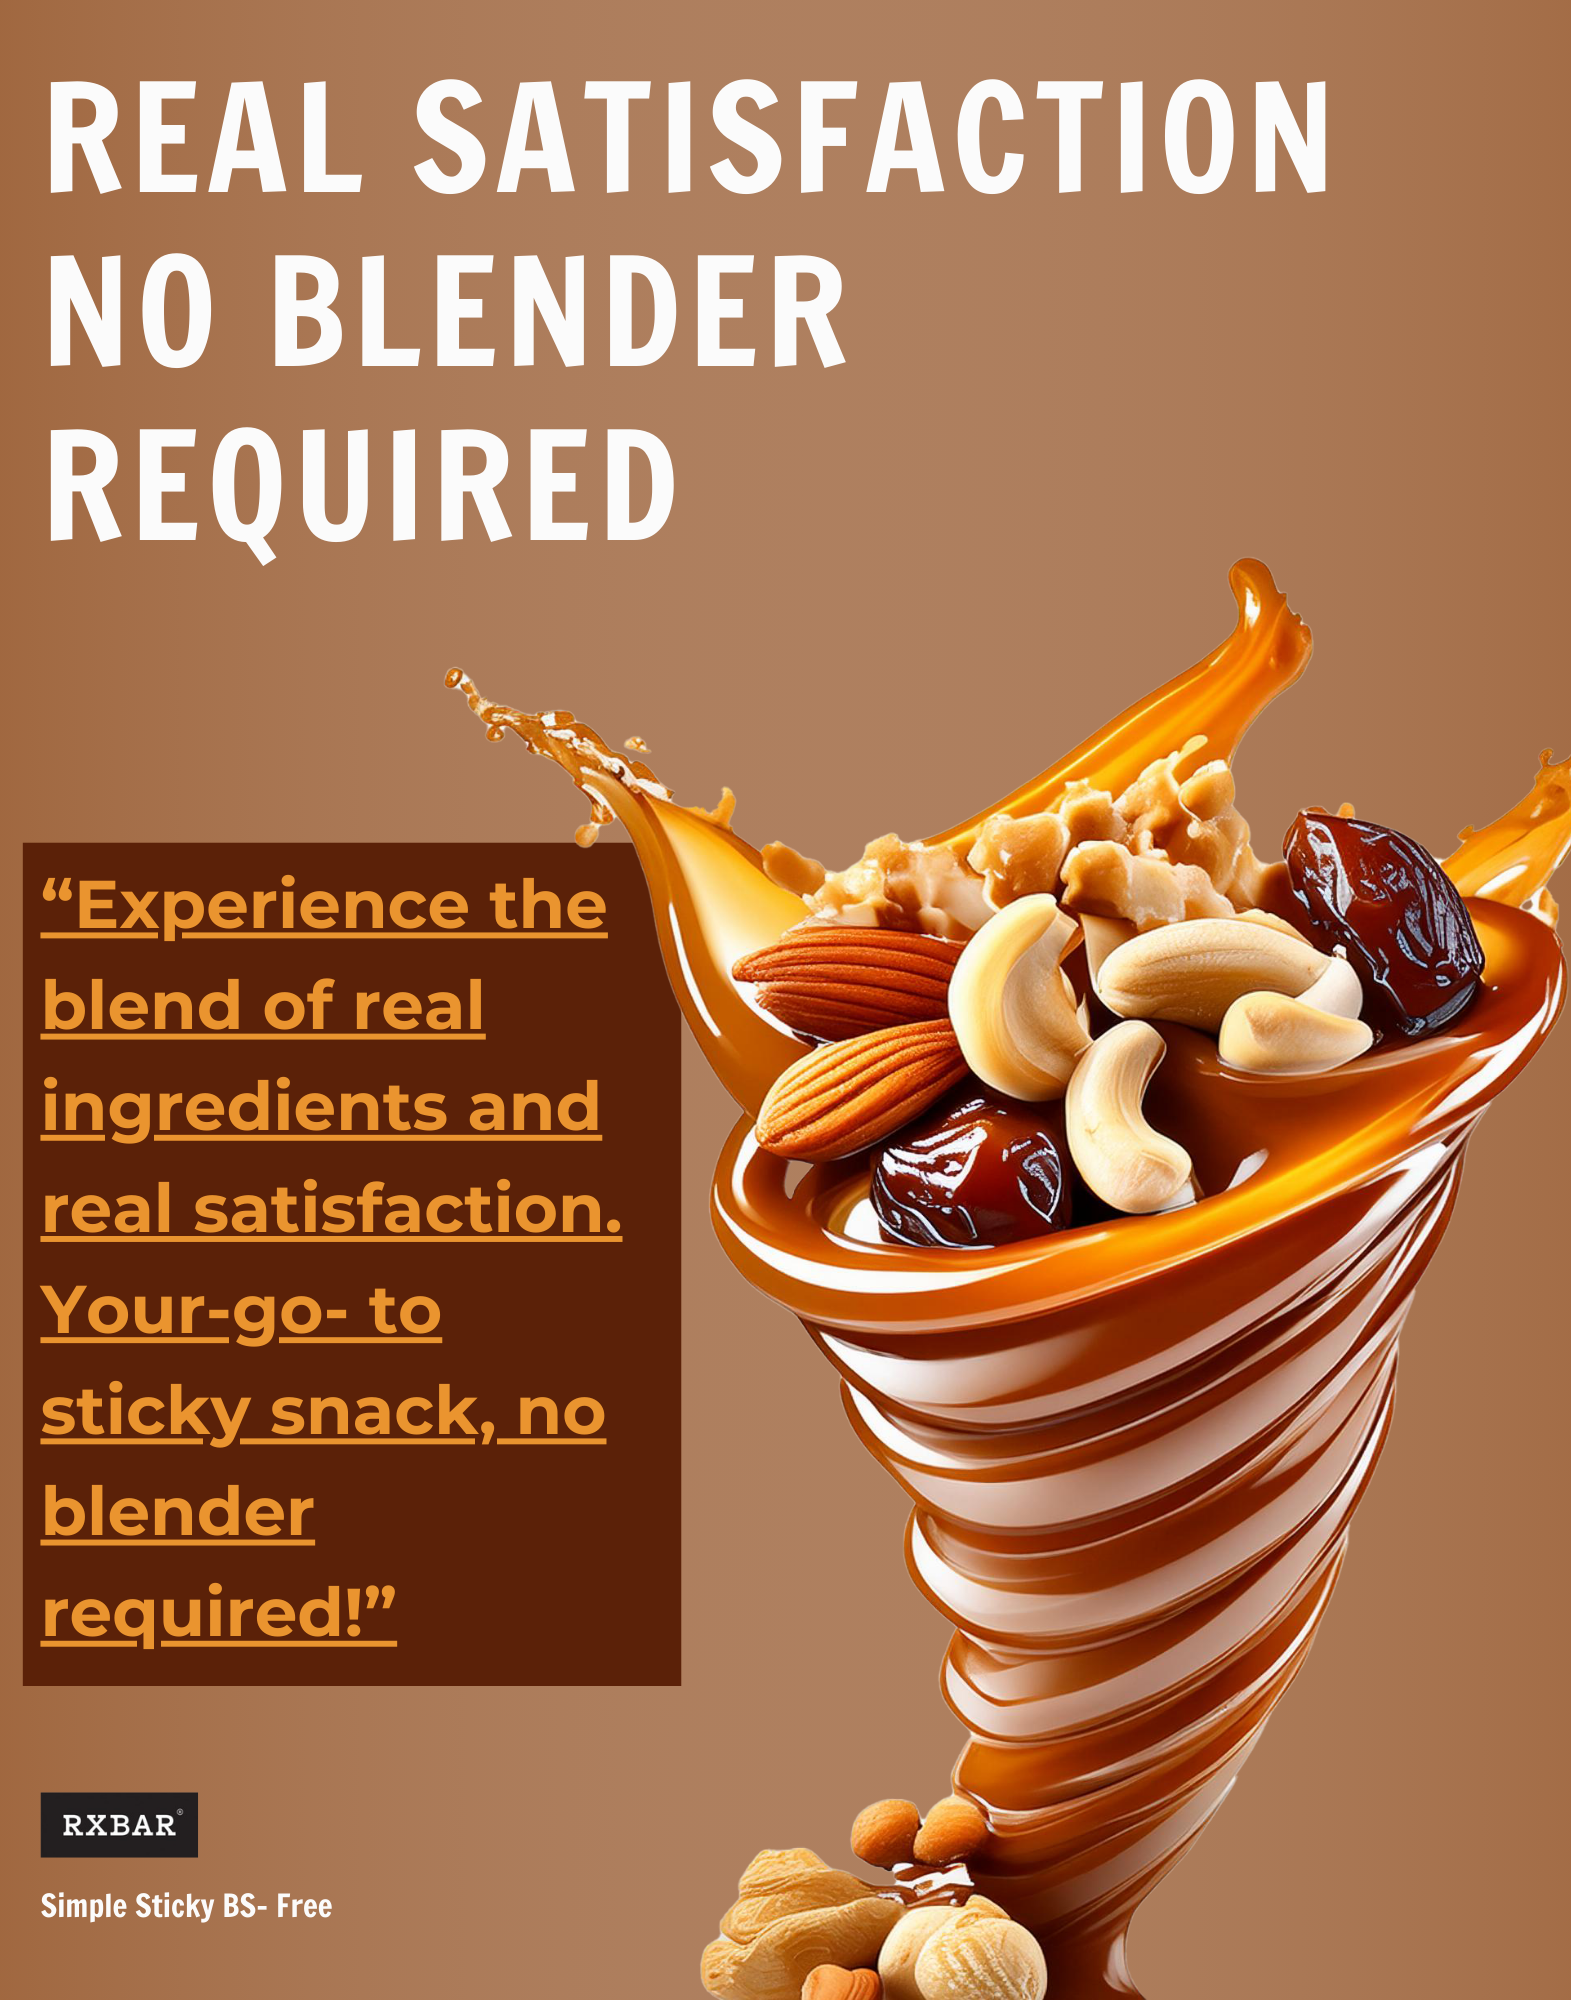 REAL SATISFACTION
NO BLENDER
REQUIRED
“Experience the
blend of real
ingredients and
real satisfaction.
Your-go- to
sticky snack, no
blender
required!”
RXBAR®
Simple Sticky BS- Free